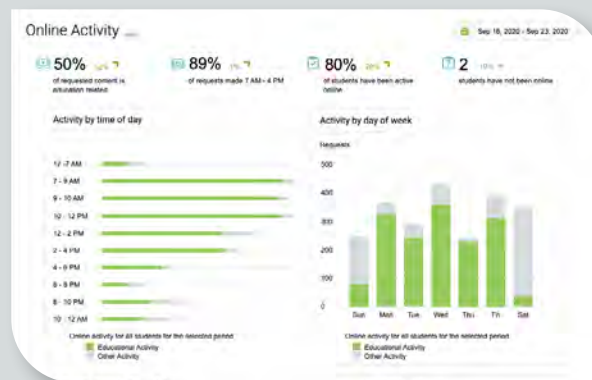 Online Activity
Sep 16, 2020 - Sep 23, 2020
50%
of requested content is
education related
89%
of requests made 7 AM - 4 PM
80%
of students have been active
online
2
students have not been online
Activity by time of day
12 -7 AM
7 - 9 AM
9 - 10 AM
10 - 12 PM
12 - 2 PM
2 - 4 PM
4 - 6 PM
6 - 8 PM
8 - 10 PM
10 - 12 AM
Online activity for all students for the selected period
Educational Activity
Other Activity
Activity by day of week
Requests
500
400
300
200
100
0
Sun Mon Tue Wed Thu Fri Sat
Online activity for all students for the selected period
Educational Activity
Other Activity